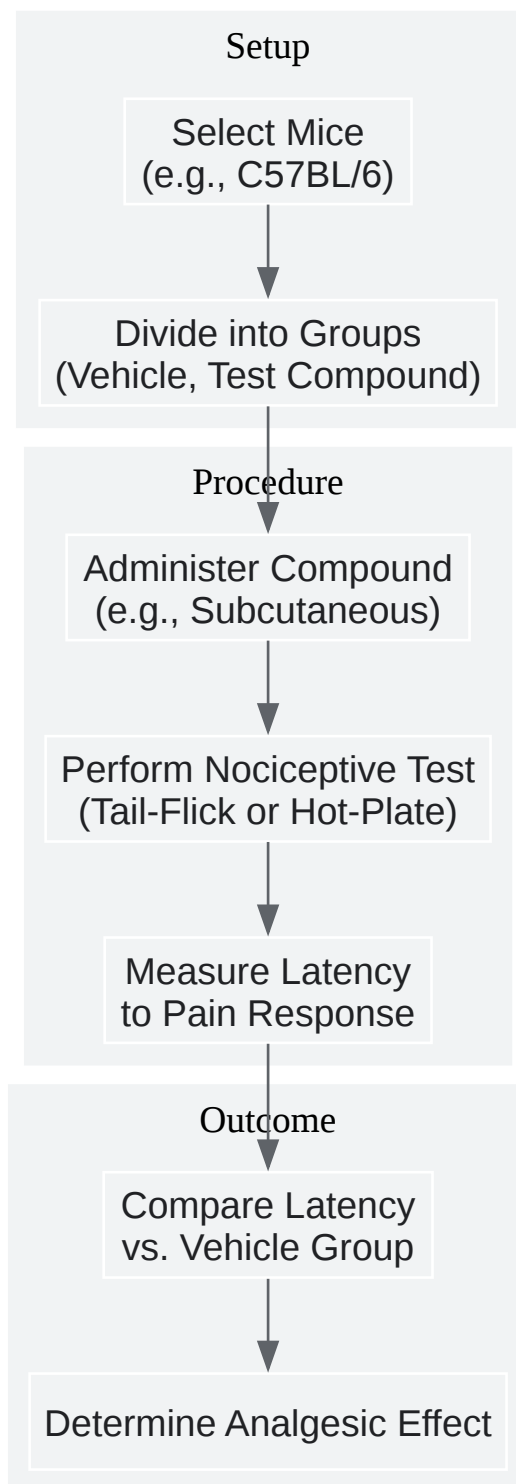 Setup
Select Mice
(e.g., C57BL/6)
Divide into Groups
(Vehicle, Test Compound)
Procedure
Administer Compound
(e.g., Subcutaneous)
Perform Nociceptive Test
(Tail-Flick or Hot-Plate)
Measure Latency
to Pain Response
Outcome
Compare Latency
vs. Vehicle Group
Determine Analgesic Effect